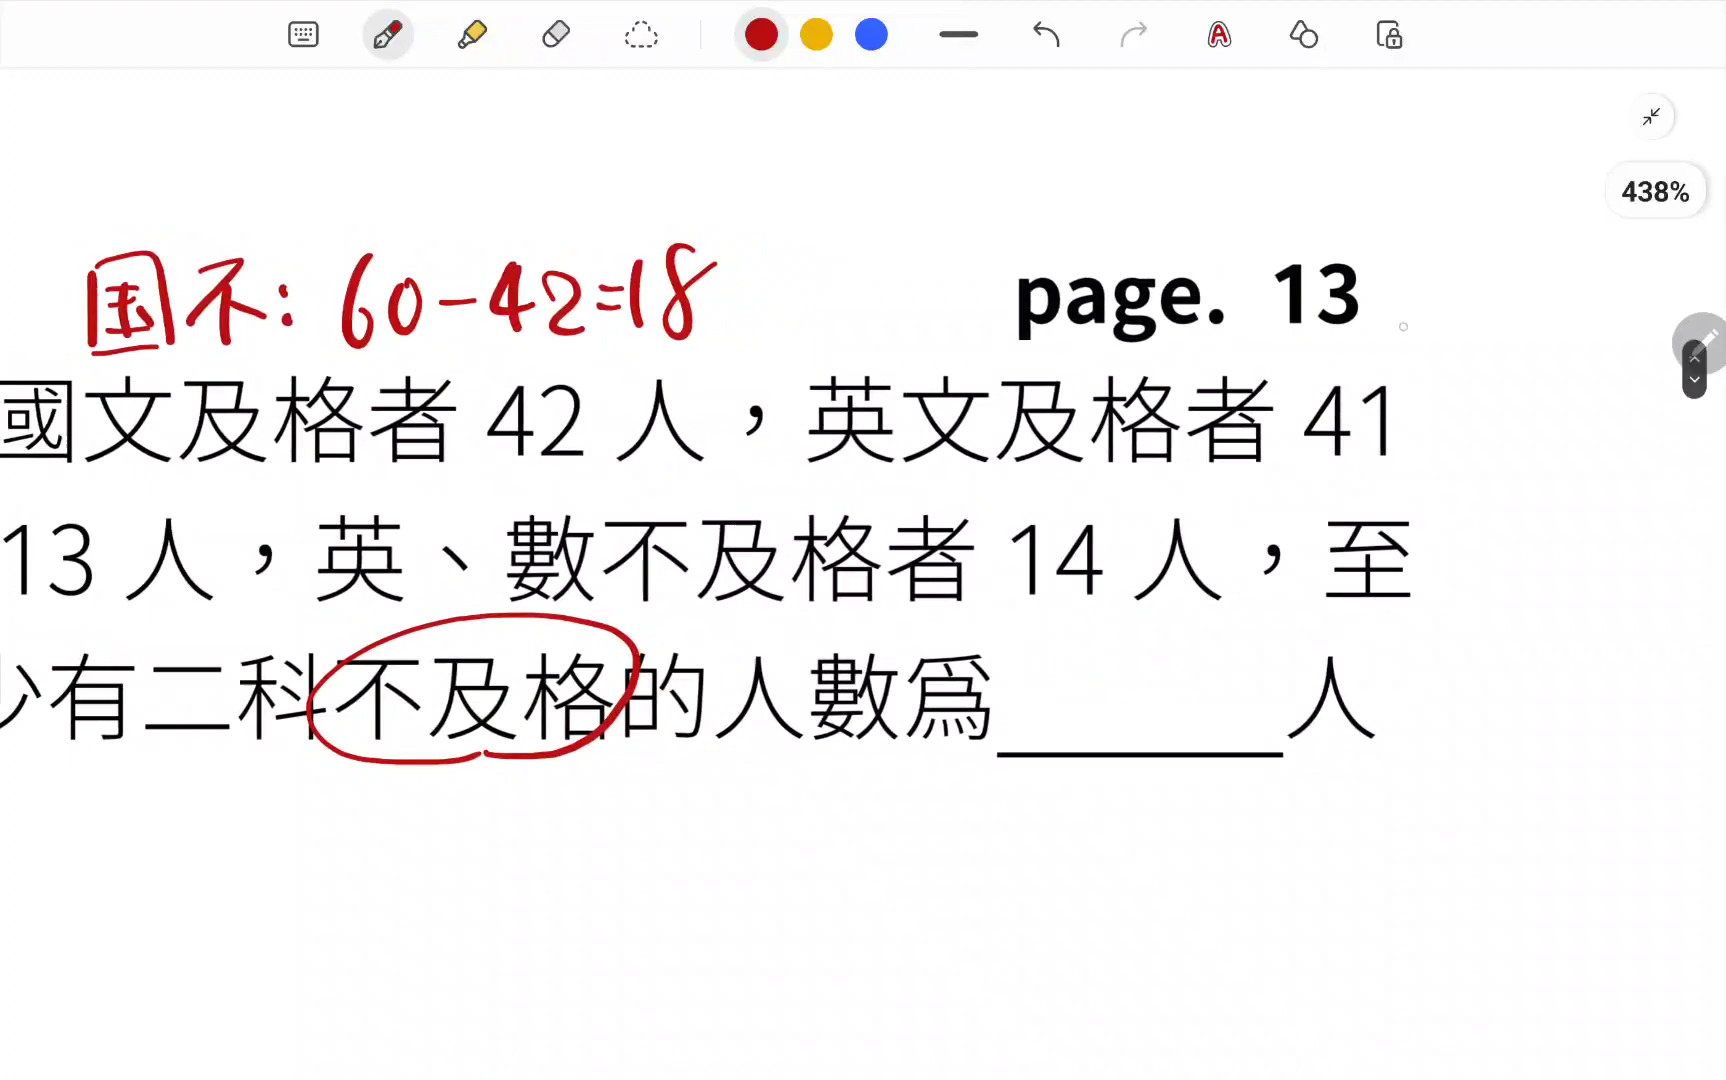 438%
国不: 60-42=18
page. 13
國文及格者 42 人，英文及格者 41
13 人，英、數不及格者 14 人，至
少有二科不及格的人數爲______人